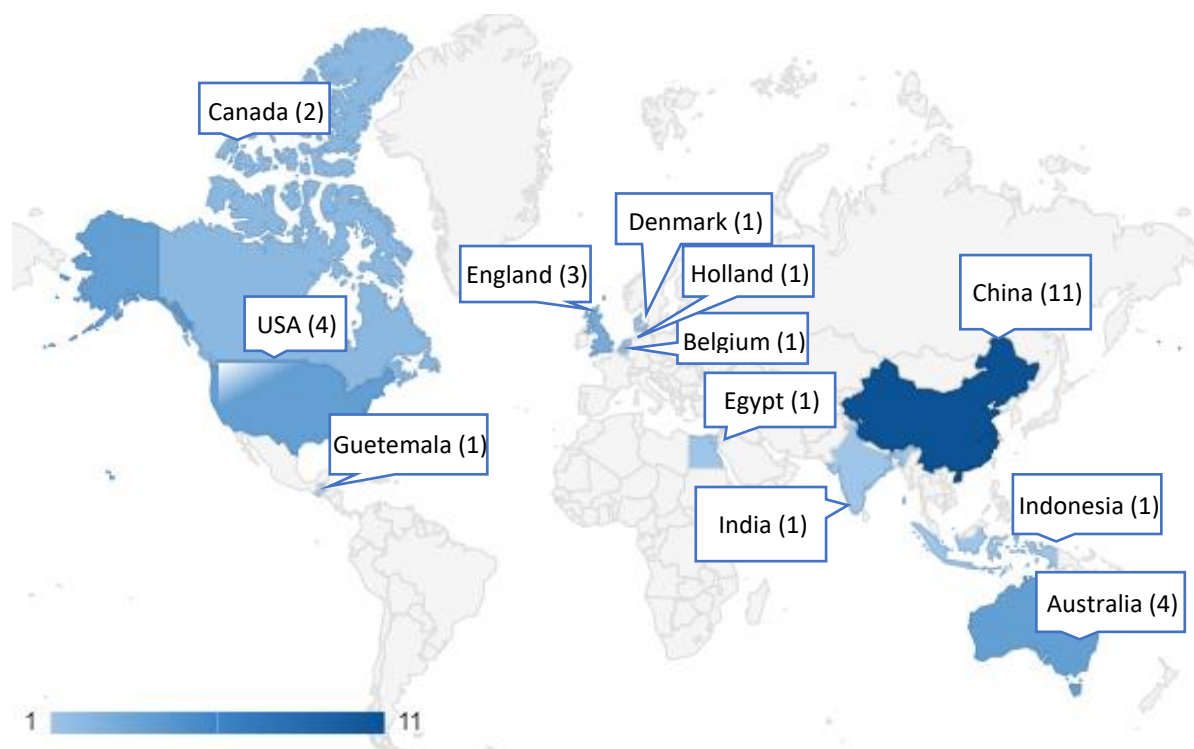 Canada (2)
Denmark (1)
England (3)
Holland (1)
China (11)
USA (4)
Belgium (1)
Egypt (1)
Guetemala (1)
Indonesia (1)
India (1)
Australia (4)
1
11